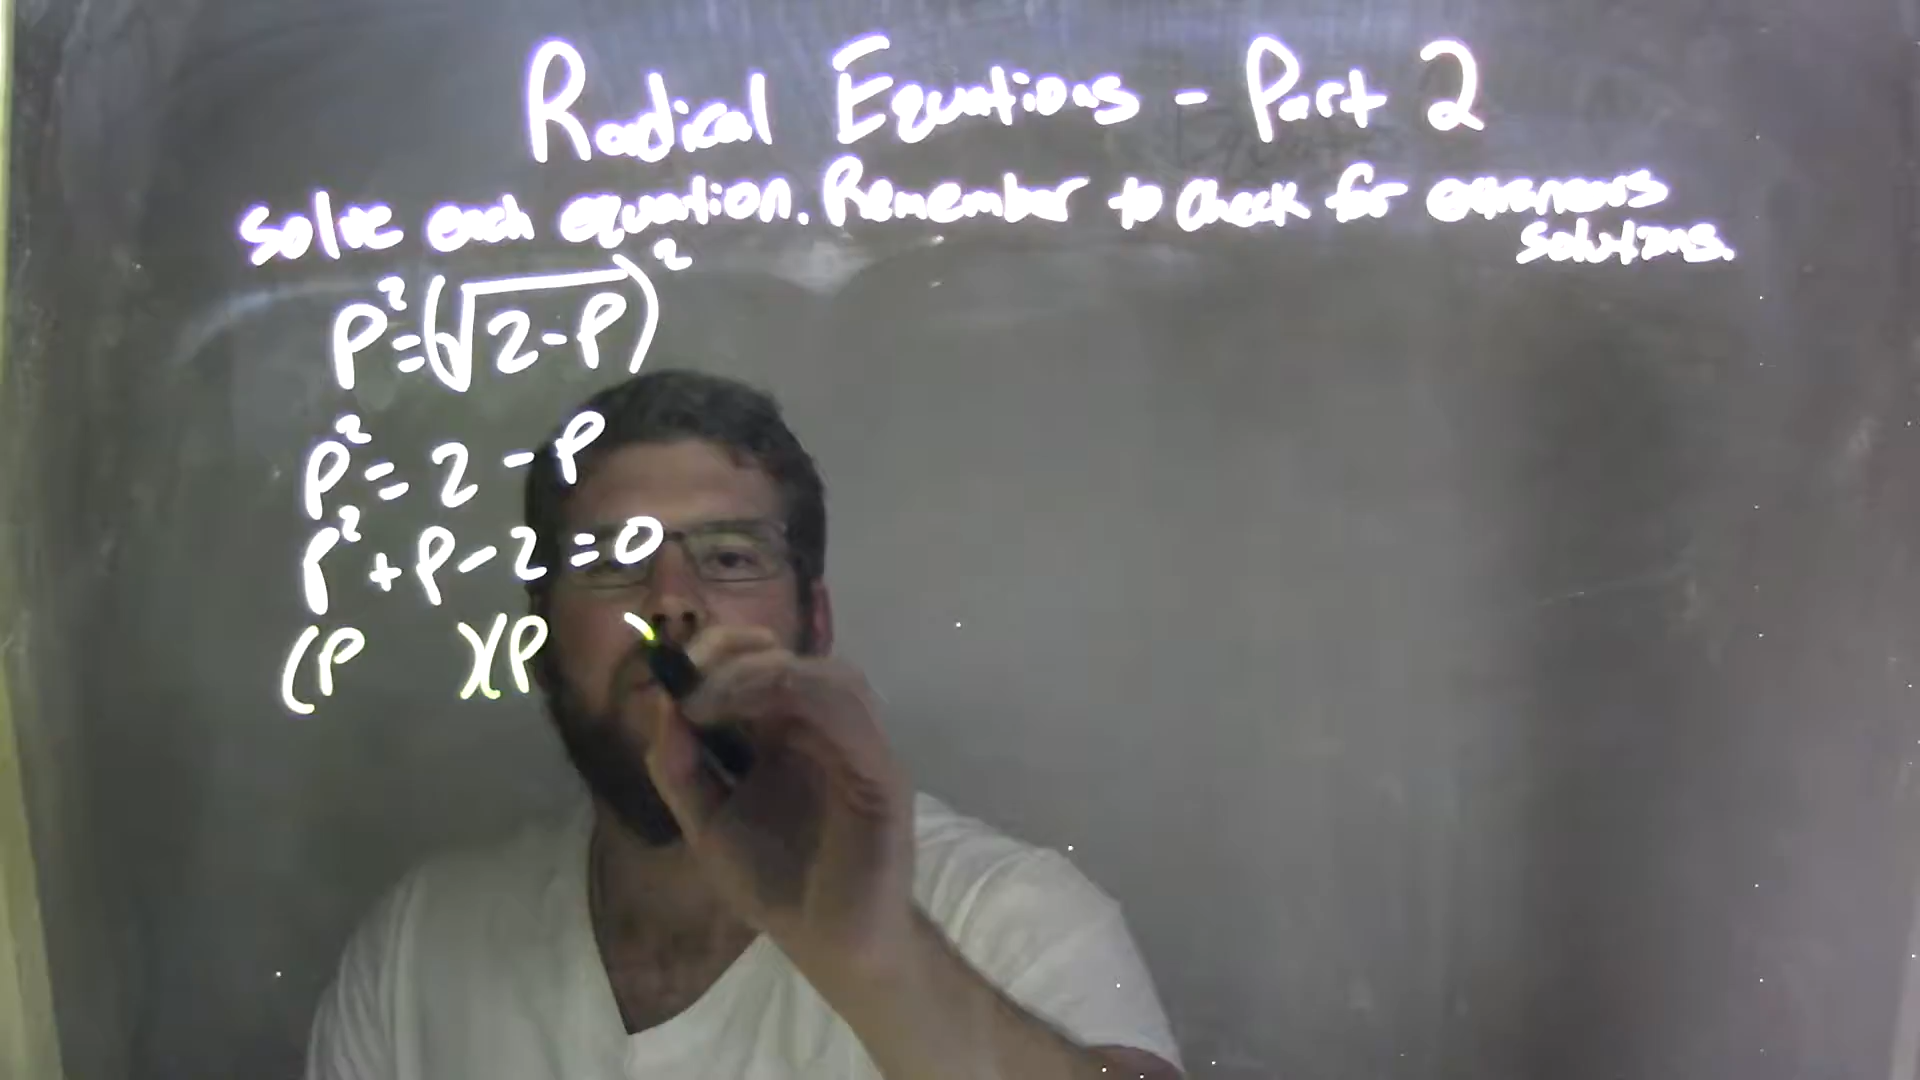 Radical Equations - Part 2
Solve each equation. Remember to check for extraneous
solutions.
P²=(√2-P)²
P²=2-P
P²+P-2=0
(P )(P )